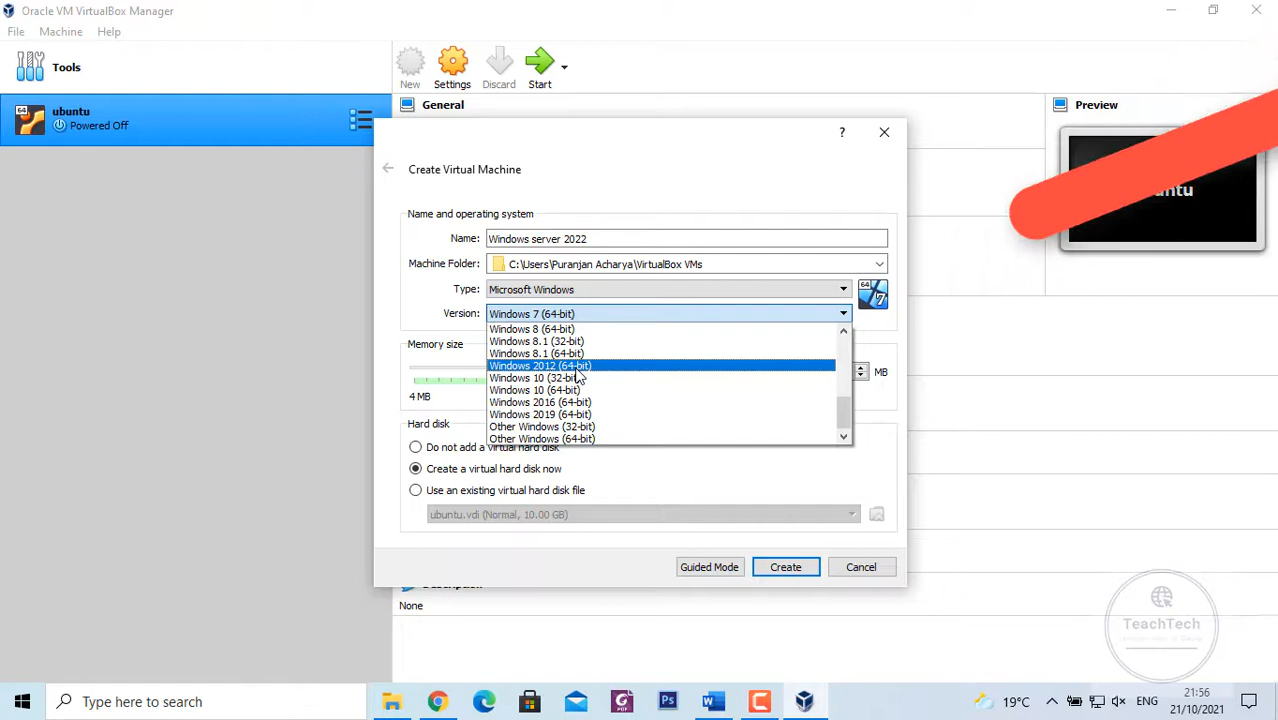 Oracle VM VirtualBox Manager
File Machine Help
Tools
New Settings Discard Start
64
ubuntu
Powered Off
General
Preview
?
Create Virtual Machine
Name and operating system
Name: Windows server 2022
Machine Folder: C:\Users\Puranjan Acharya\VirtualBox VMs
Type: Microsoft Windows
64
7
Version: Windows 7 (64-bit)
Windows 8 (64-bit)
Windows 8.1 (32-bit)
Memory size
Windows 8.1 (64-bit)
Windows 2012 (64-bit)
MB
Windows 10 (32-bit)
Windows 10 (64-bit)
4 MB
Windows 2016 (64-bit)
Windows 2019 (64-bit)
Hard disk
Other Windows (32-bit)
Other Windows (64-bit)
Do not add a virtual hard disk
Create a virtual hard disk now
Use an existing virtual hard disk file
ubuntu.vdi (Normal, 10.00 GB)
Guided Mode Create Cancel
None
TeachTech
Type here to search
PDF
Ps
19°C
ENG
21:56
21/10/2021